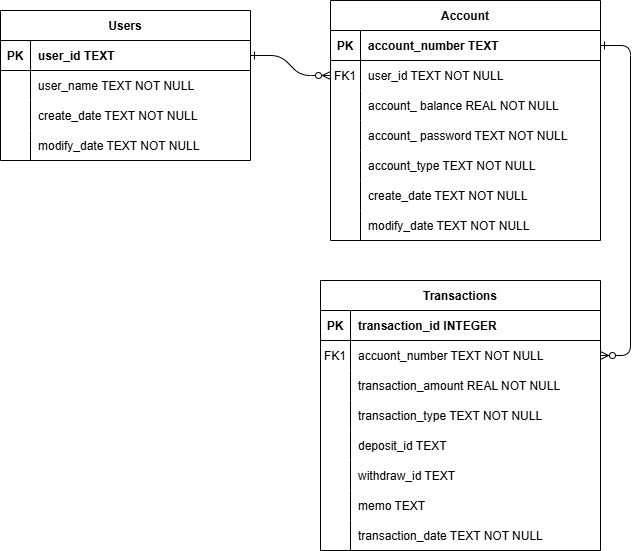 Users
PK user_id TEXT
user_name TEXT NOT NULL
create_date TEXT NOT NULL
modify_date TEXT NOT NULL
Account
PK account_number TEXT
FK1 user_id TEXT NOT NULL
account_ balance REAL NOT NULL
account_ password TEXT NOT NULL
account_type TEXT NOT NULL
create_date TEXT NOT NULL
modify_date TEXT NOT NULL
Transactions
PK transaction_id INTEGER
FK1 accuont_number TEXT NOT NULL
transaction_amount REAL NOT NULL
transaction_type TEXT NOT NULL
deposit_id TEXT
withdraw_id TEXT
memo TEXT
transaction_date TEXT NOT NULL